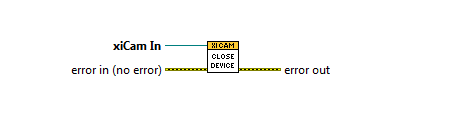 xiCam In
XICAM
error in (no error)
CLOSE
DEVICE
error out